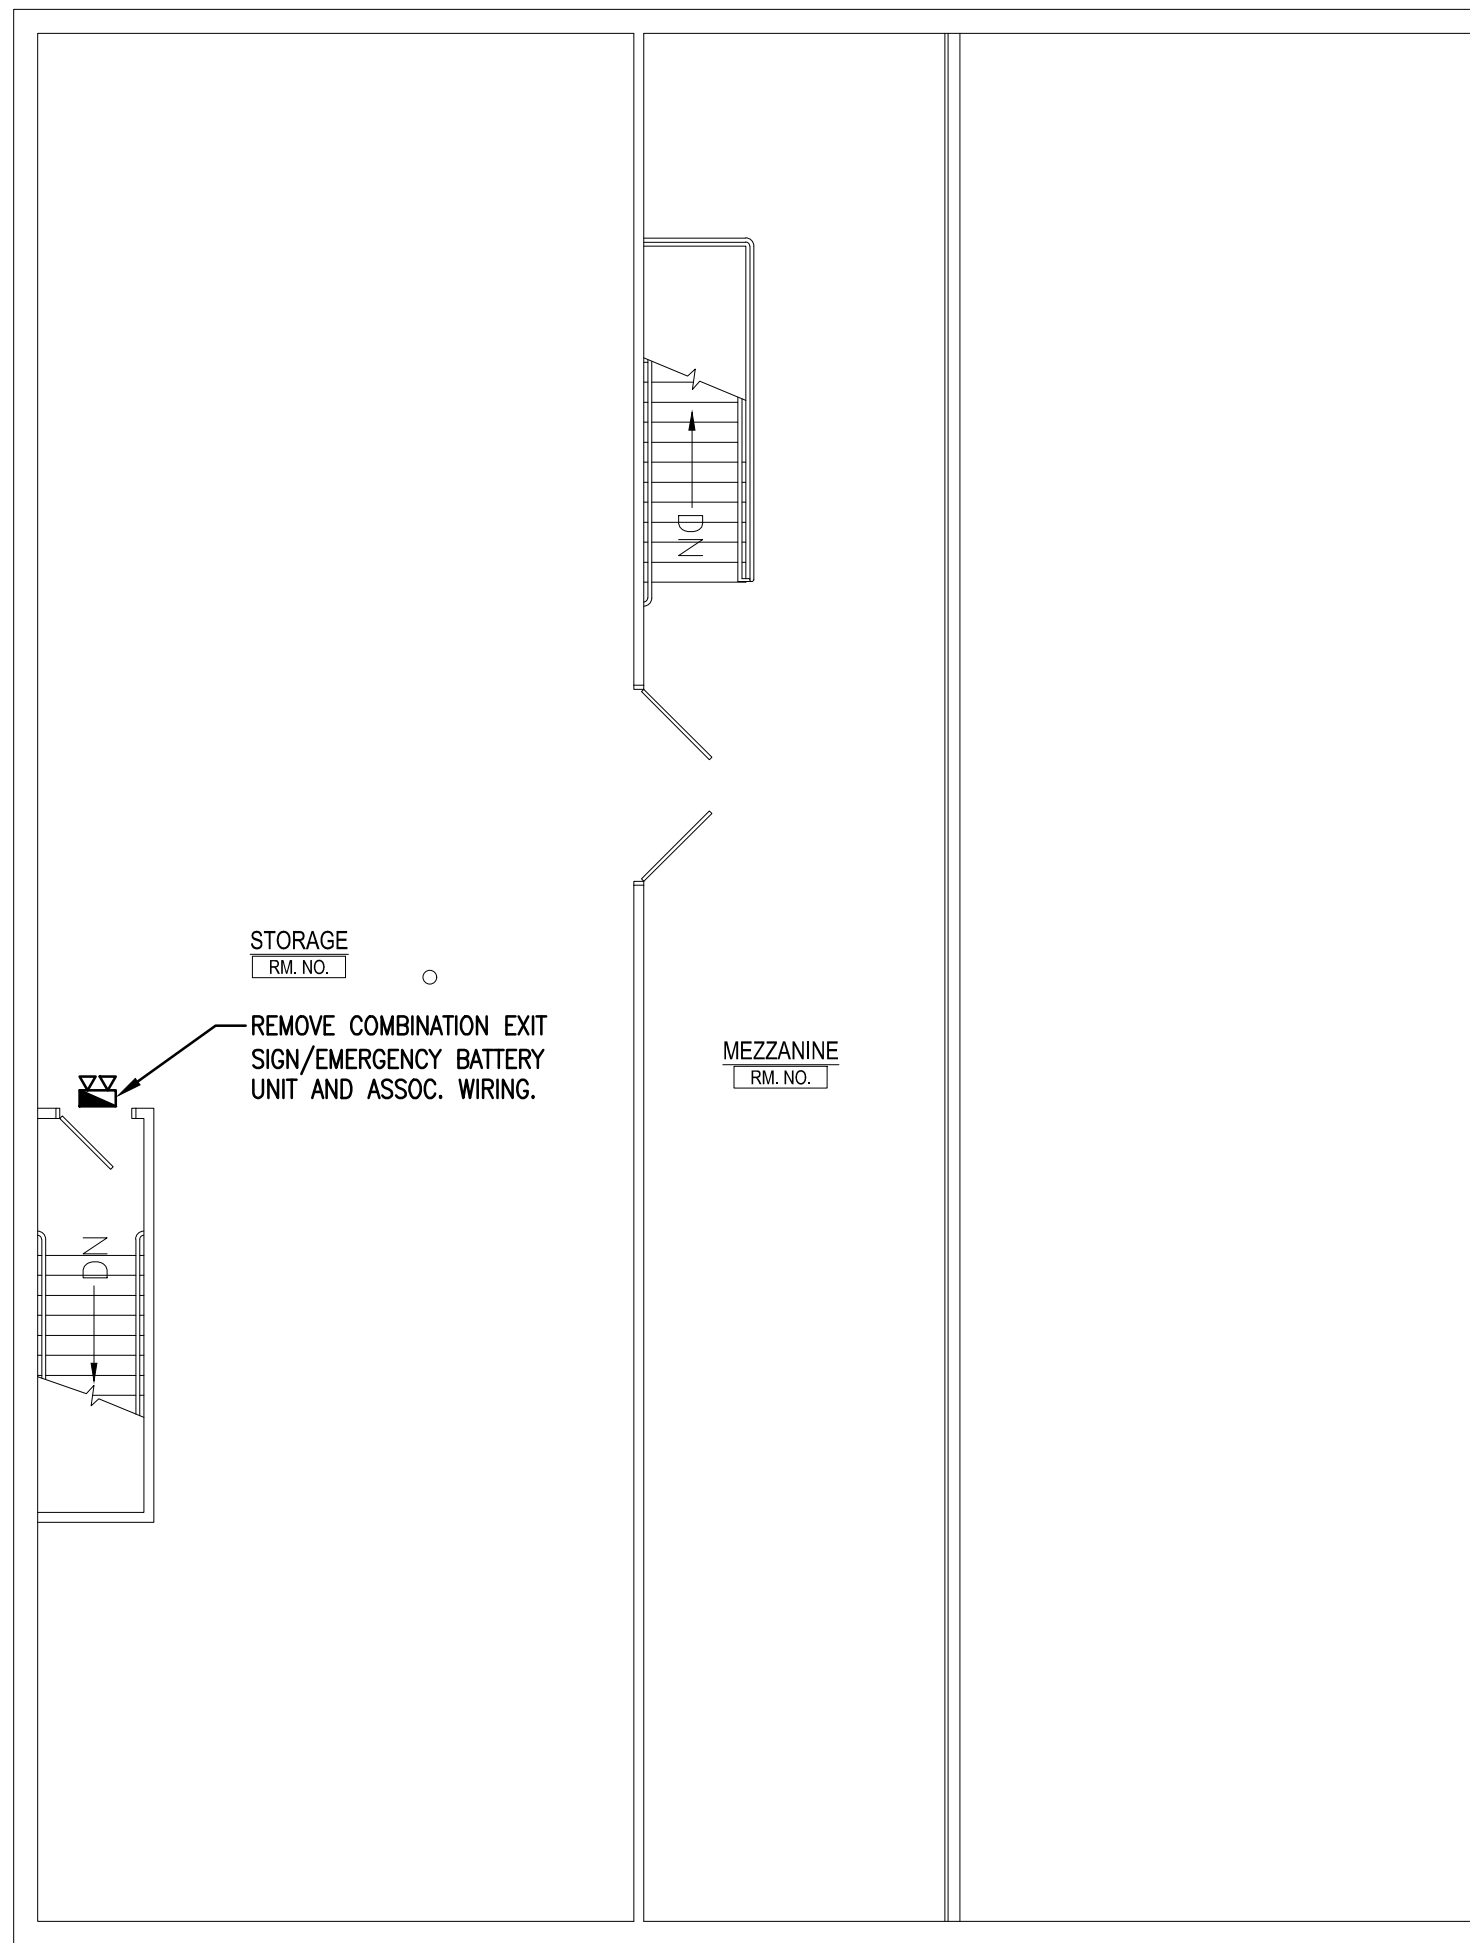 DN
STORAGE
RM. NO.
REMOVE COMBINATION EXIT
SIGN/EMERGENCY BATTERY
UNIT AND ASSOC. WIRING.
MEZZANINE
RM. NO.
DN